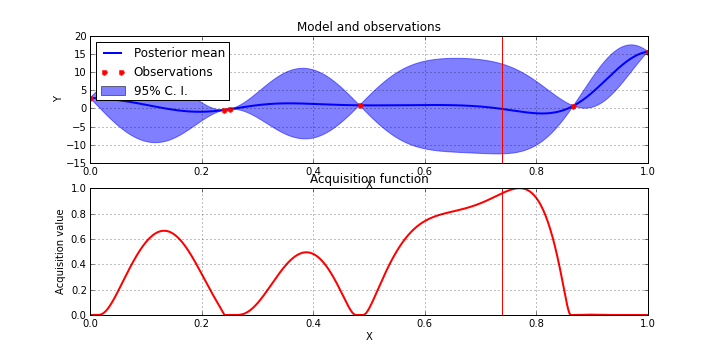 Model and observations
20
15
10
5
0
−5
−10
−15
Y
Posterior mean
Observations
95% C. I.
0.0 0.2 0.4 0.6 0.8 1.0
X
Acquisition function
1.0
0.8
0.6
0.4
0.2
0.0
Acquisition value
0.0 0.2 0.4 0.6 0.8 1.0
X